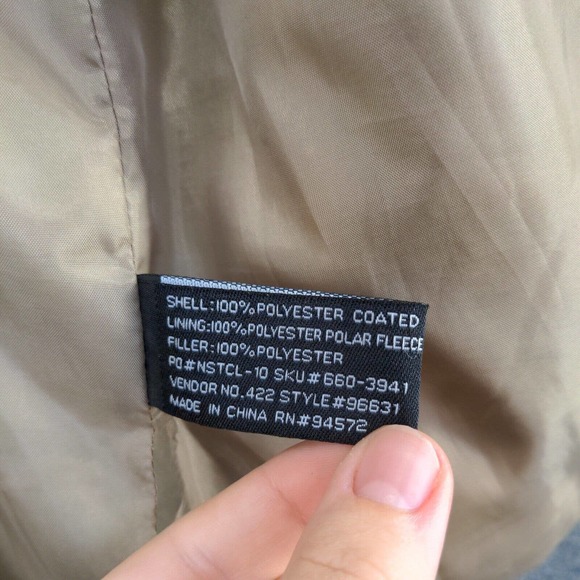 SHELL:100%POLYESTER COATED
LINING:100%POLYESTER POLAR FLEECE
FILLER:100%POLYESTER
PO#NSTCL-10 SKU#660-3941
VENDOR NO.422 STYLE#96631
MADE IN CHINA RN#94572